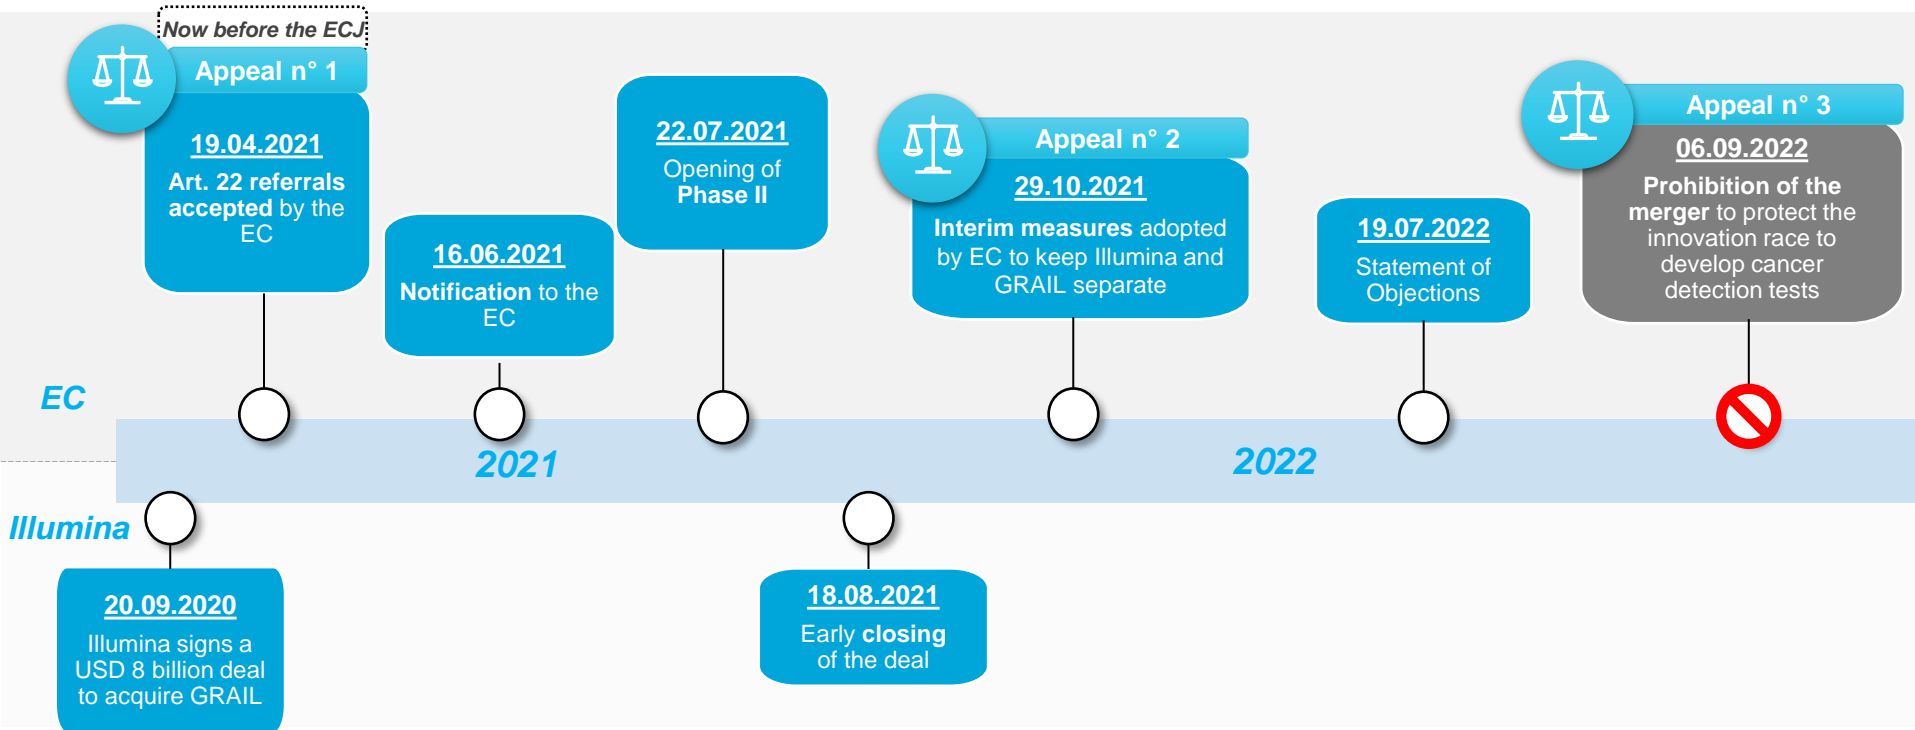 Now before the ECJ
Appeal n° 1
19.04.2021
Art. 22 referrals
accepted by the
EC
16.06.2021
Notification to the
EC
22.07.2021
Opening of
Phase II
Appeal n° 2
29.10.2021
Interim measures adopted
by EC to keep Illumina and
GRAIL separate
19.07.2022
Statement of
Objections
Appeal n° 3
06.09.2022
Prohibition of the
merger to protect the
innovation race to
develop cancer
detection tests
EC
2021
2022
Illumina
20.09.2020
Illumina signs a
USD 8 billion deal
to acquire GRAIL
18.08.2021
Early closing
of the deal